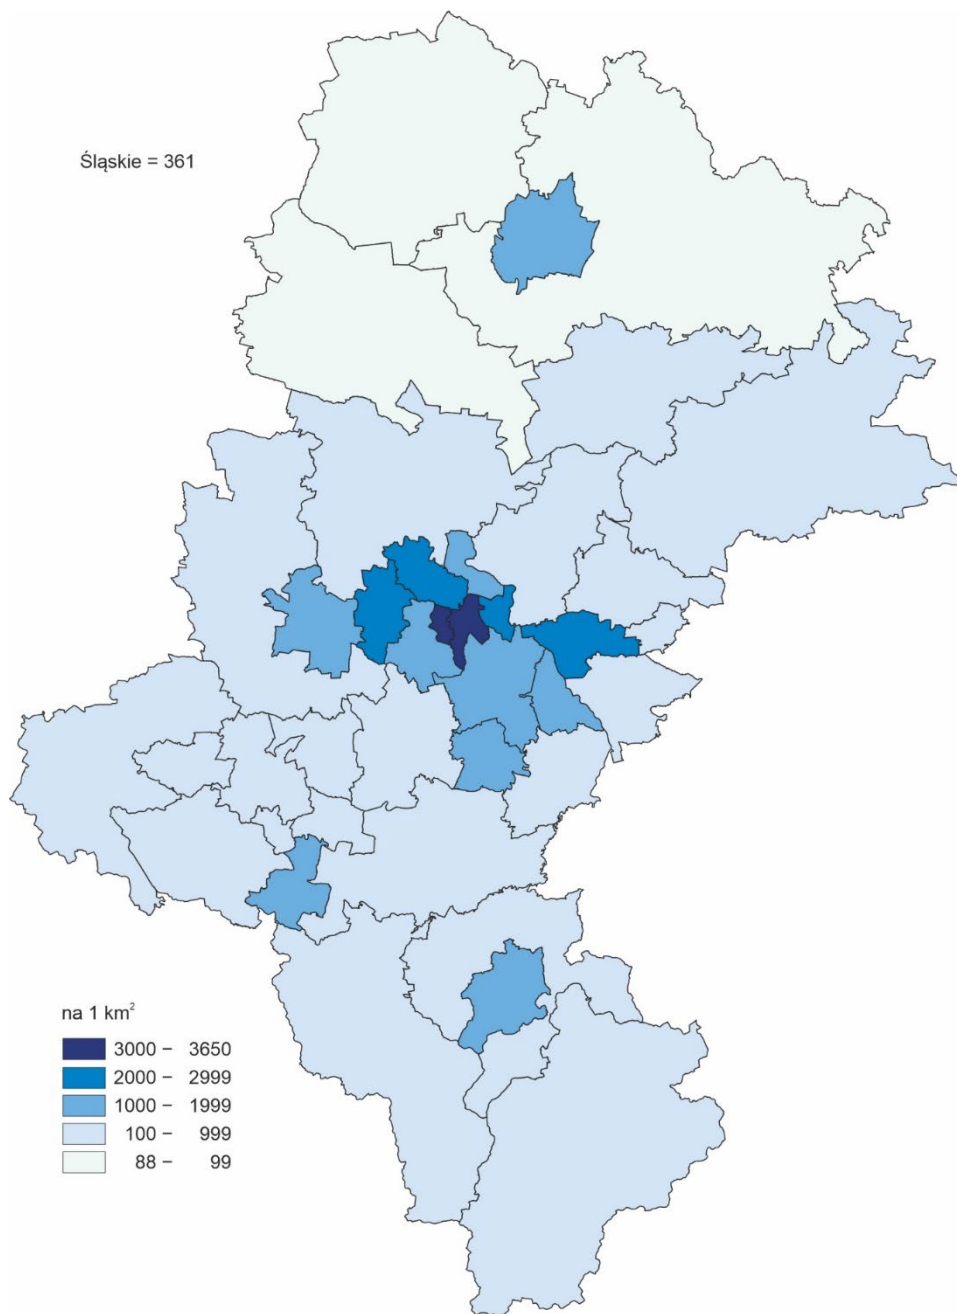 Śląskie = 361
na 1 km²
3000 – 3650
2000 – 2999
1000 – 1999
100 – 999
88 – 99